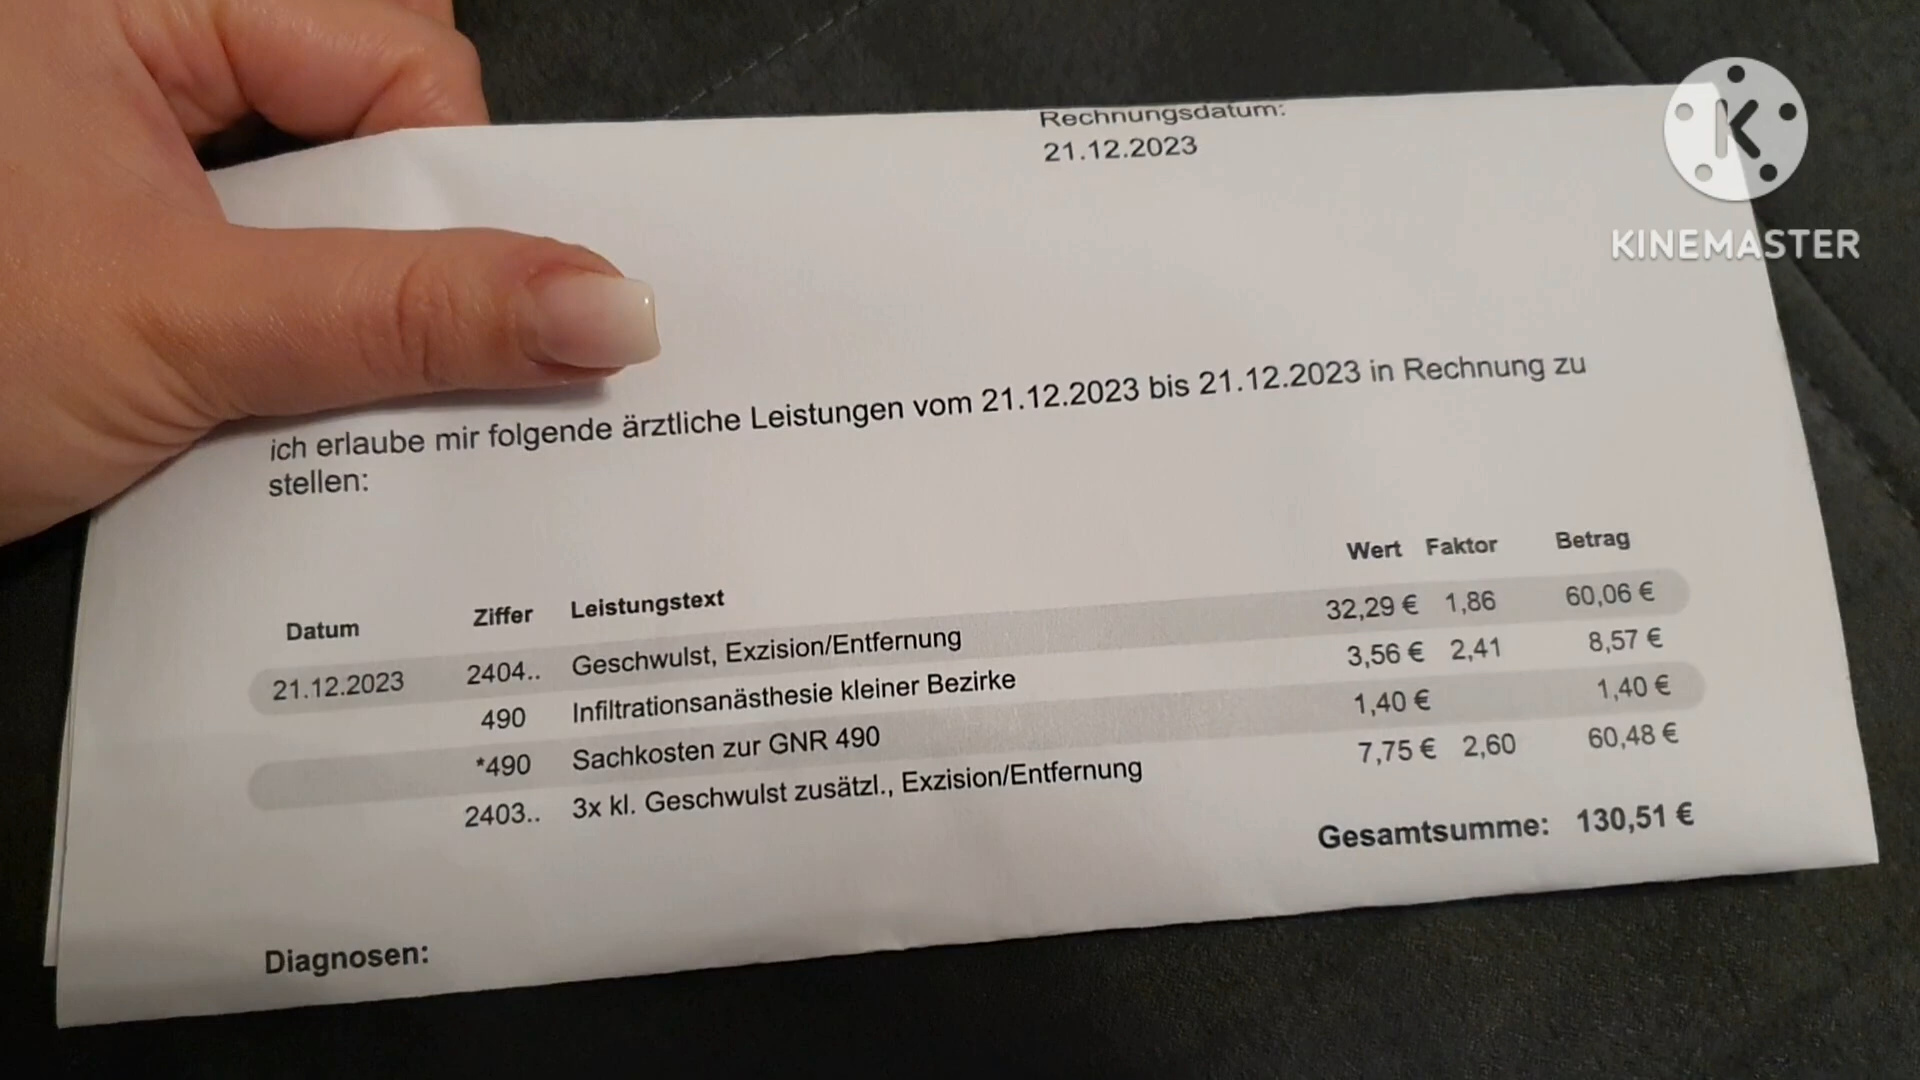 Rechnungsdatum:
21.12.2023
KINEMASTER
ich erlaube mir folgende ärztliche Leistungen vom 21.12.2023 bis 21.12.2023 in Rechnung zu
stellen:
Datum Ziffer Leistungstext Wert Faktor Betrag
21.12.2023 2404.. Geschwulst, Exzision/Entfernung 32,29 € 1,86 60,06 €
490 Infiltrationsanästhesie kleiner Bezirke 3,56 € 2,41 8,57 €
*490 Sachkosten zur GNR 490 1,40 € 1,40 €
2403.. 3x kl. Geschwulst zusätzl., Exzision/Entfernung 7,75 € 2,60 60,48 €
Gesamtsumme: 130,51 €
Diagnosen: